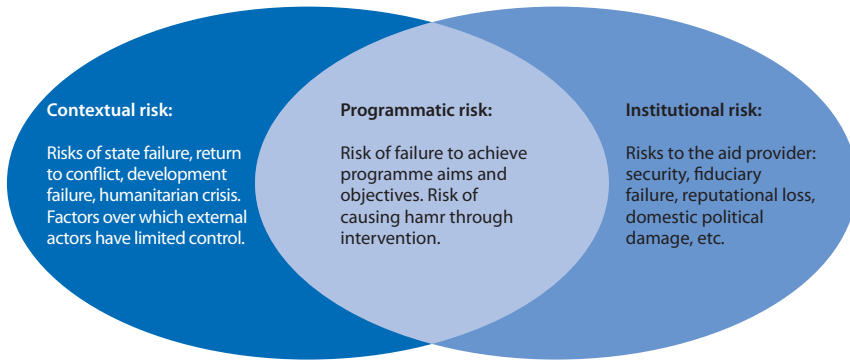 Contextual risk:
Risks of state failure, return
to conflict, development
failure, humanitarian crisis.
Factors over which external
actors have limited control.
Programmatic risk:
Risk of failure to achieve
programme aims and
objectives. Risk of
causing hamr through
intervention.
Institutional risk:
Risks to the aid provider:
security, fiduciary
failure, reputational loss,
domestic political
damage, etc.